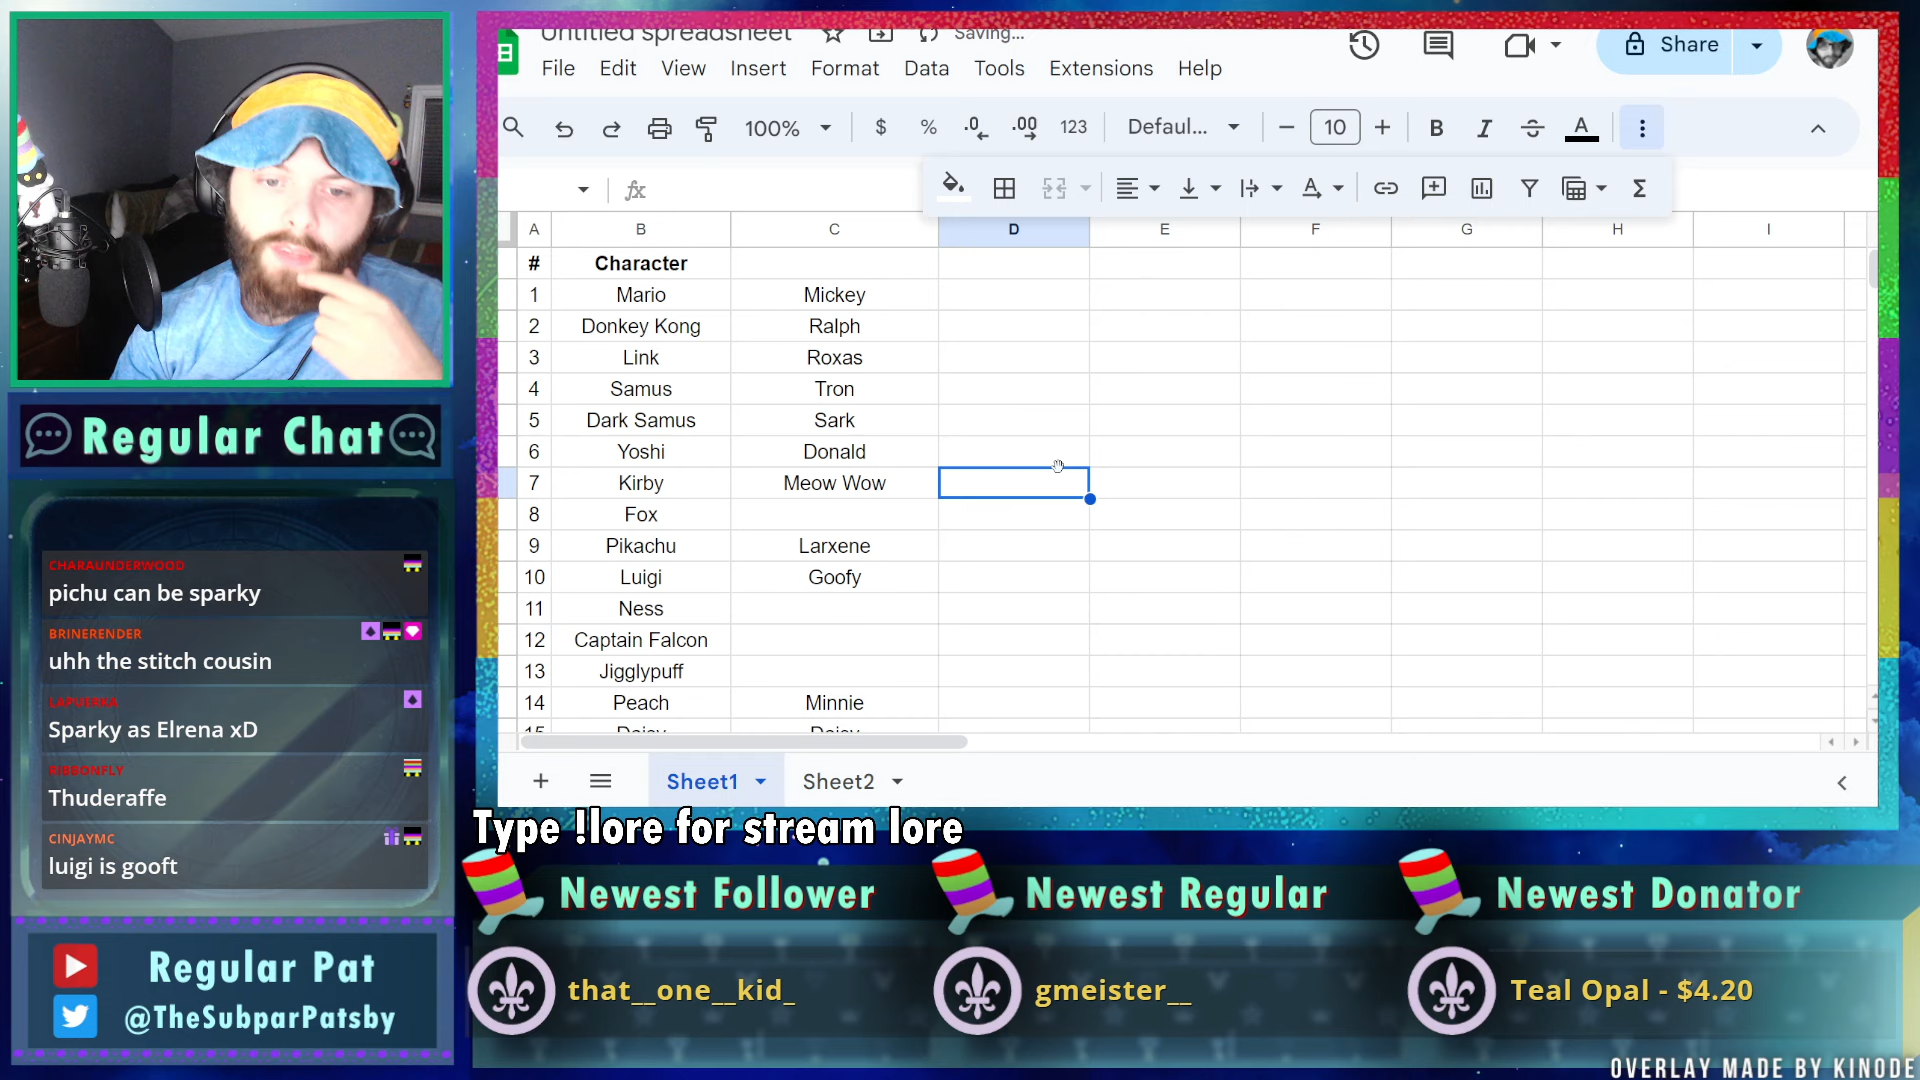 Untitled spreadsheet Saving...
File Edit View Insert Format Data Tools Extensions Help
Share
100% $ % .0 .00 123 Defaul... − 10 + B I S A
fx
A B C D E F G H I
# Character
1 Mario Mickey
2 Donkey Kong Ralph
3 Link Roxas
4 Samus Tron
5 Dark Samus Sark
6 Yoshi Donald
7 Kirby Meow Wow
8 Fox
9 Pikachu Larxene
10 Luigi Goofy
11 Ness
12 Captain Falcon
13 Jigglypuff
14 Peach Minnie
15 Daisy Daisy
Sheet1 Sheet2
Regular Chat
CHARAUNDERWOOD
pichu can be sparky
BRINERENDER
uhh the stitch cousin
Sparky as Elrena xD
RIBBONFLY
Thuderaffe
CINJAYMC
luigi is gooft
Regular Pat
@TheSubparPatsby
Type !lore for stream lore
Newest Follower Newest Regular Newest Donator
that__one__kid_ gmeister__ Teal Opal - $4.20
OVERLAY MADE BY KINODE